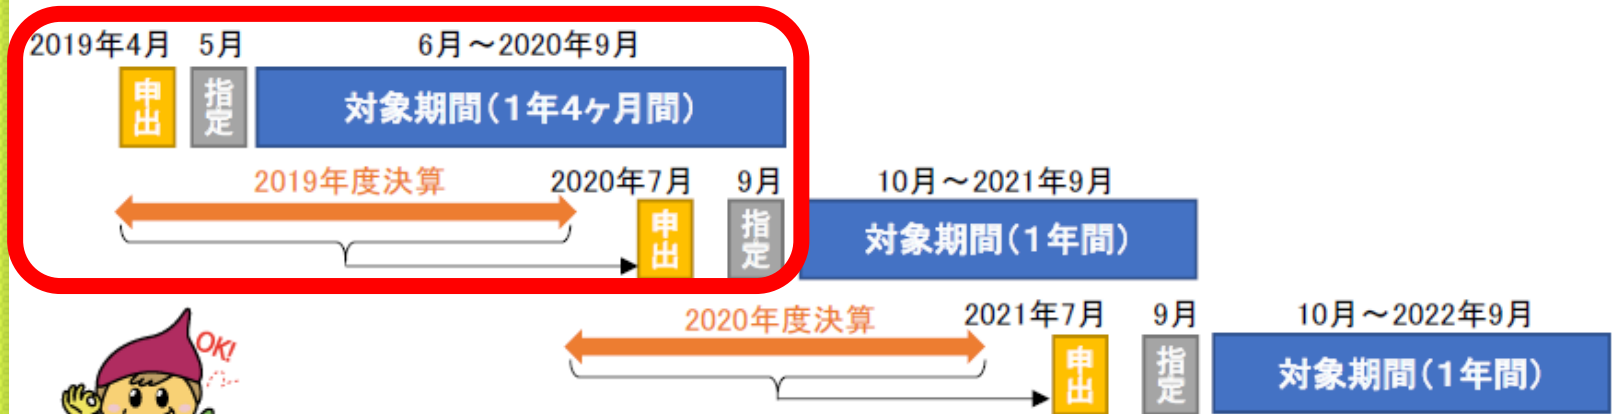 2019年4月 5月 6月～2020年9月
申出 指定 対象期間（1年4ヶ月間）
2019年度決算 2020年7月 9月 10月～2021年9月
申出 指定 対象期間（1年間）
2020年度決算 2021年7月 9月 10月～2022年9月
申出 指定 対象期間（1年間）
OK!